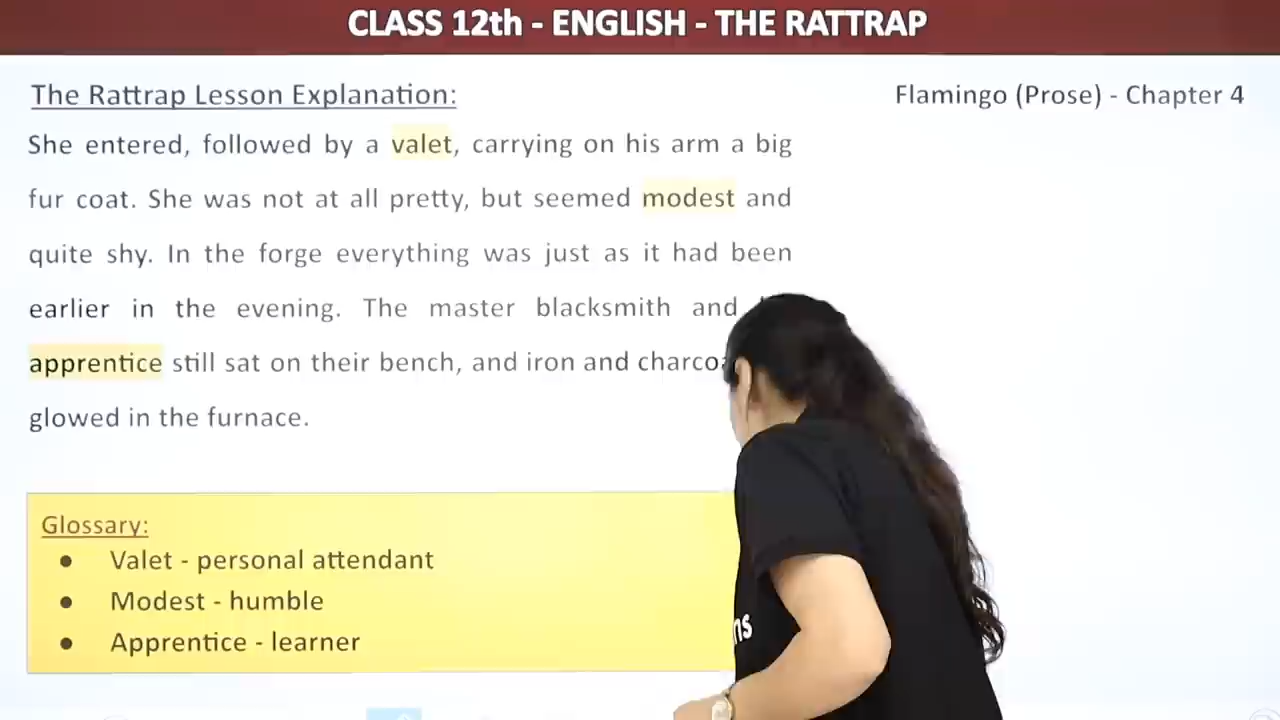 CLASS 12th - ENGLISH - THE RATTRAP
The Rattrap Lesson Explanation:
Flamingo (Prose) - Chapter 4
She entered, followed by a valet, carrying on his arm a big
fur coat. She was not at all pretty, but seemed modest and
quite shy. In the forge everything was just as it had been
earlier in the evening. The master blacksmith and
apprentice still sat on their bench, and iron and charcoa
glowed in the furnace.
Glossary:
● Valet - personal attendant
● Modest - humble
● Apprentice - learner
ns